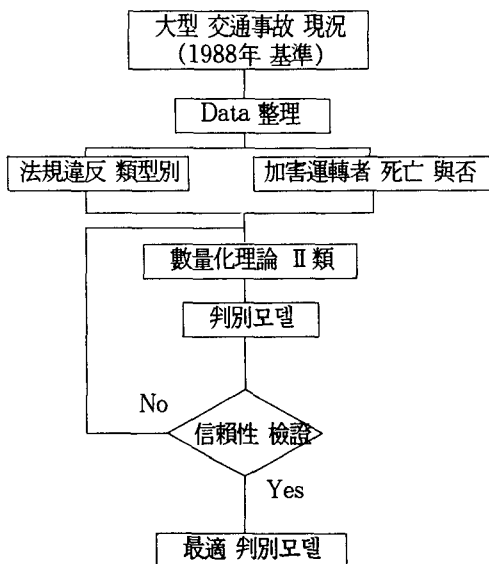 大型 交通事故 現況
(1988年 基準)
Data 整理
法規違反 類型別
加害運轉者 死亡 與否
數量化理論 Ⅱ類
判別모델
No
信賴性 檢證
Yes
最適 判別모델